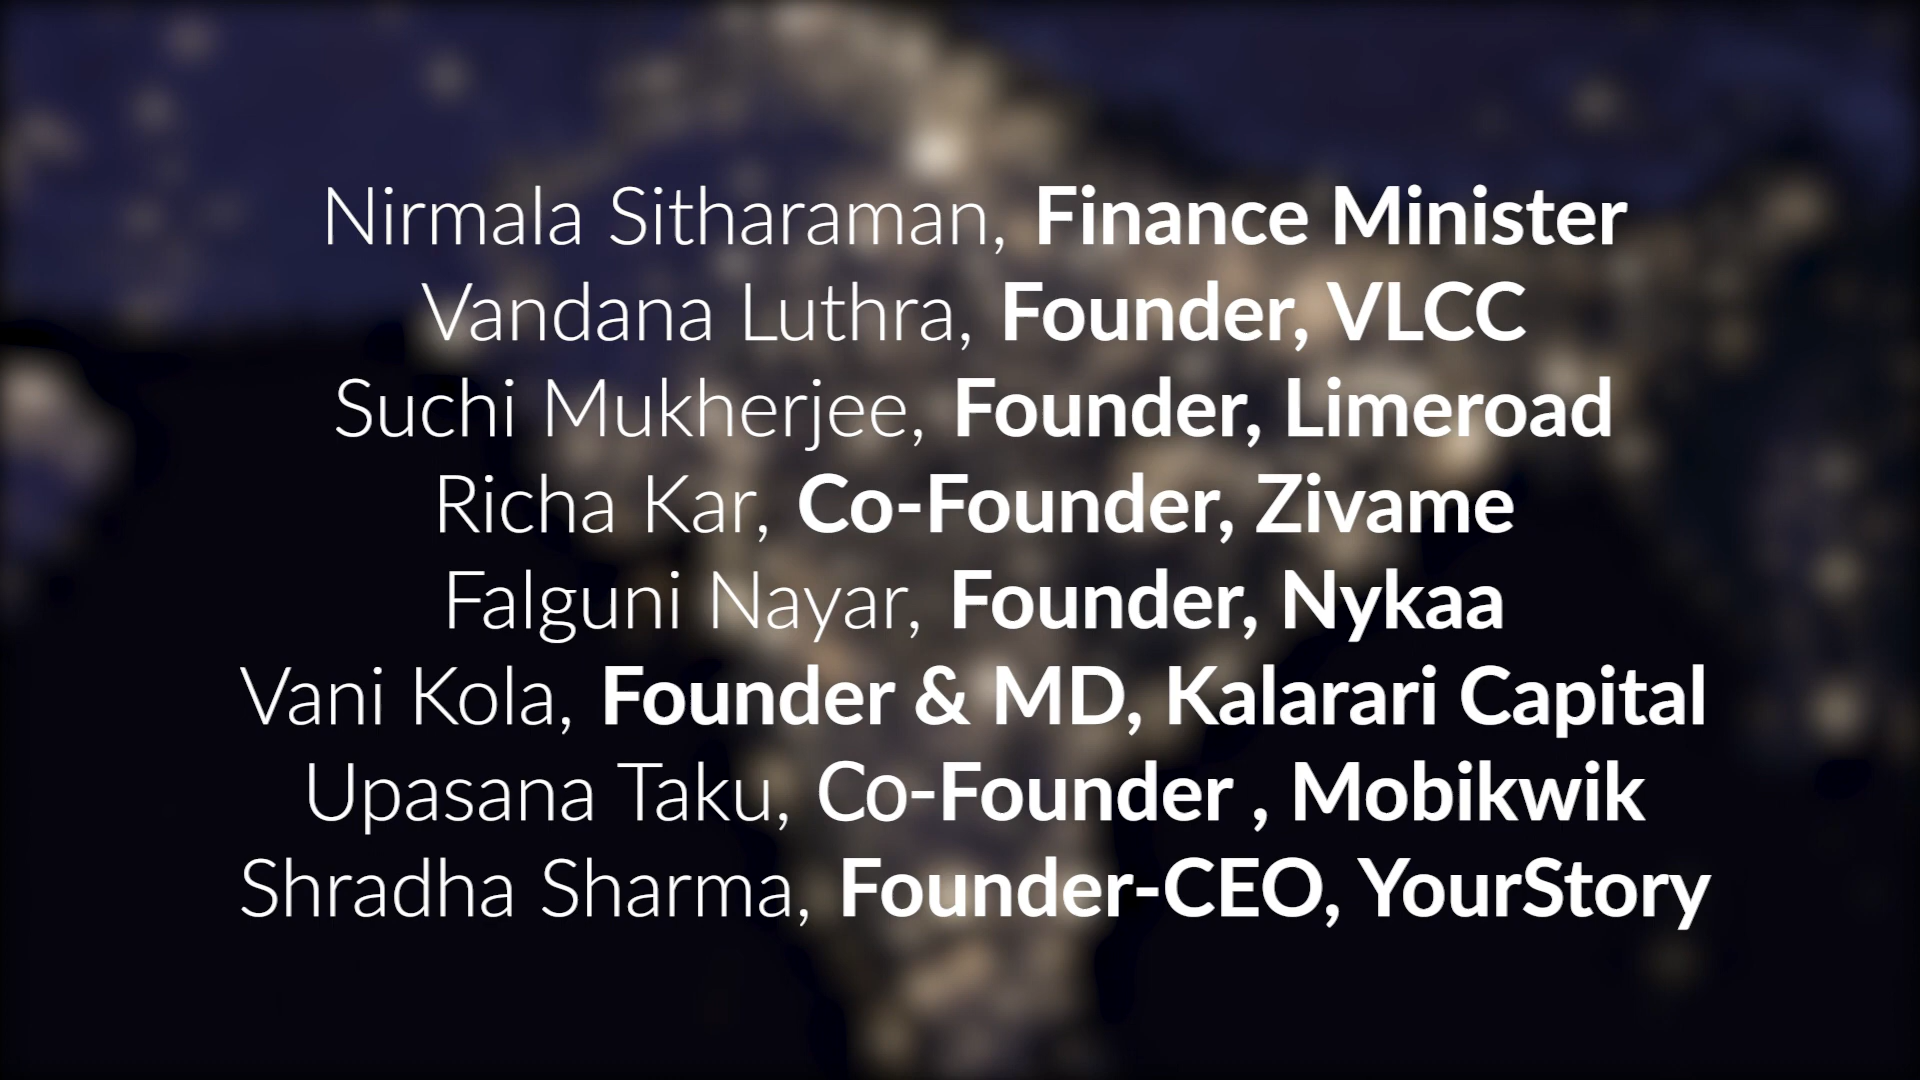 Nirmala Sitharaman, Finance Minister
Vandana Luthra, Founder, VLCC
Suchi Mukherjee, Founder, Limeroad
Richa Kar, Co-Founder, Zivame
Falguni Nayar, Founder, Nykaa
Vani Kola, Founder & MD, Kalarari Capital
Upasana Taku, Co-Founder , Mobikwik
Shradha Sharma, Founder-CEO, YourStory